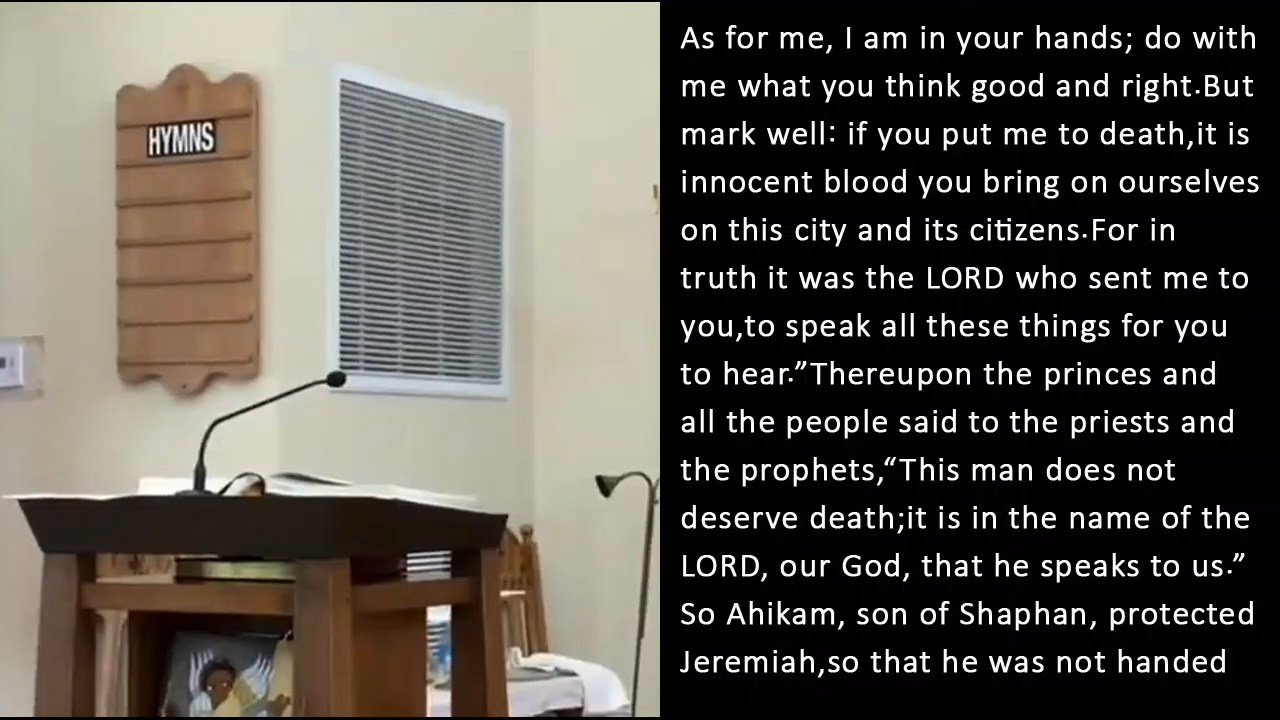 HYMNS
As for me, I am in your hands; do with
me what you think good and right.But
mark well: if you put me to death,it is
innocent blood you bring on ourselves
on this city and its citizens.For in
truth it was the LORD who sent me to
you,to speak all these things for you
to hear.”Thereupon the princes and
all the people said to the priests and
the prophets,“This man does not
deserve death;it is in the name of the
LORD, our God, that he speaks to us.”
So Ahikam, son of Shaphan, protected
Jeremiah,so that he was not handed